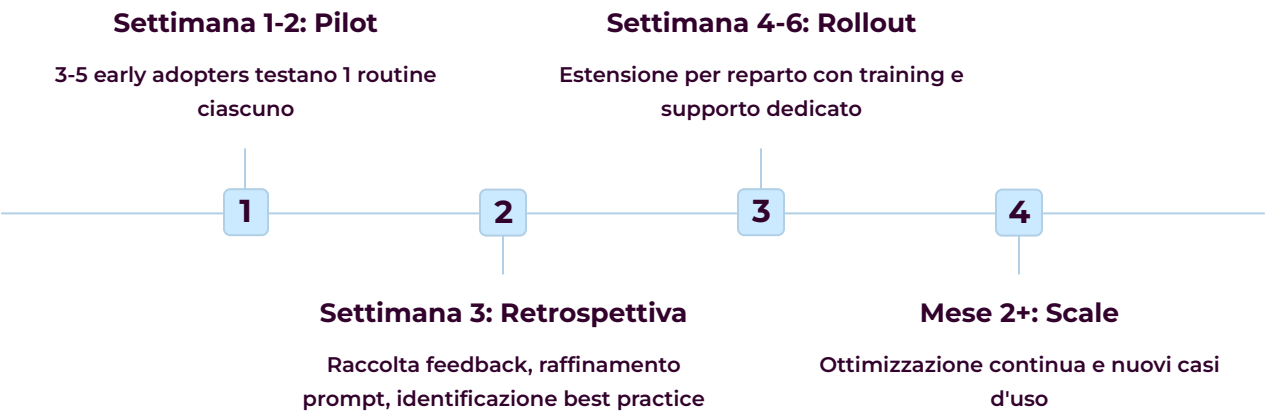 Settimana 1-2: Pilot
3-5 early adopters testano 1 routine
ciascuno
Settimana 4-6: Rollout
Estensione per reparto con training e
supporto dedicato
1
2
3
4
Settimana 3: Retrospettiva
Raccolta feedback, raffinamento
prompt, identificazione best practice
Mese 2+: Scale
Ottimizzazione continua e nuovi casi
d'uso